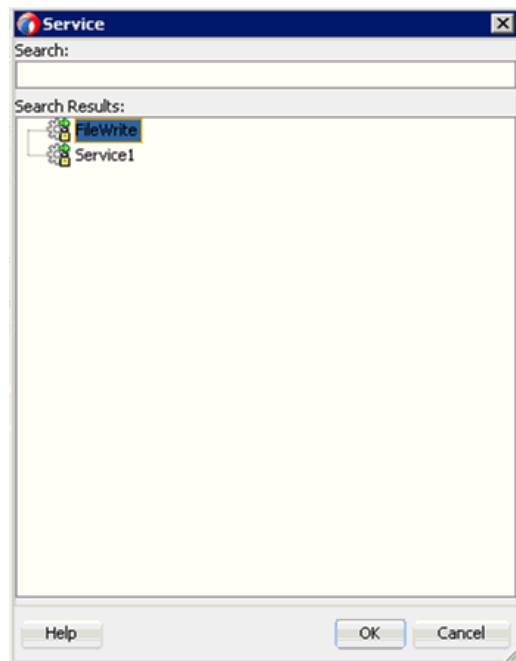 Service
Search:
Search Results:
FileWrite
Service1
Help OK Cancel